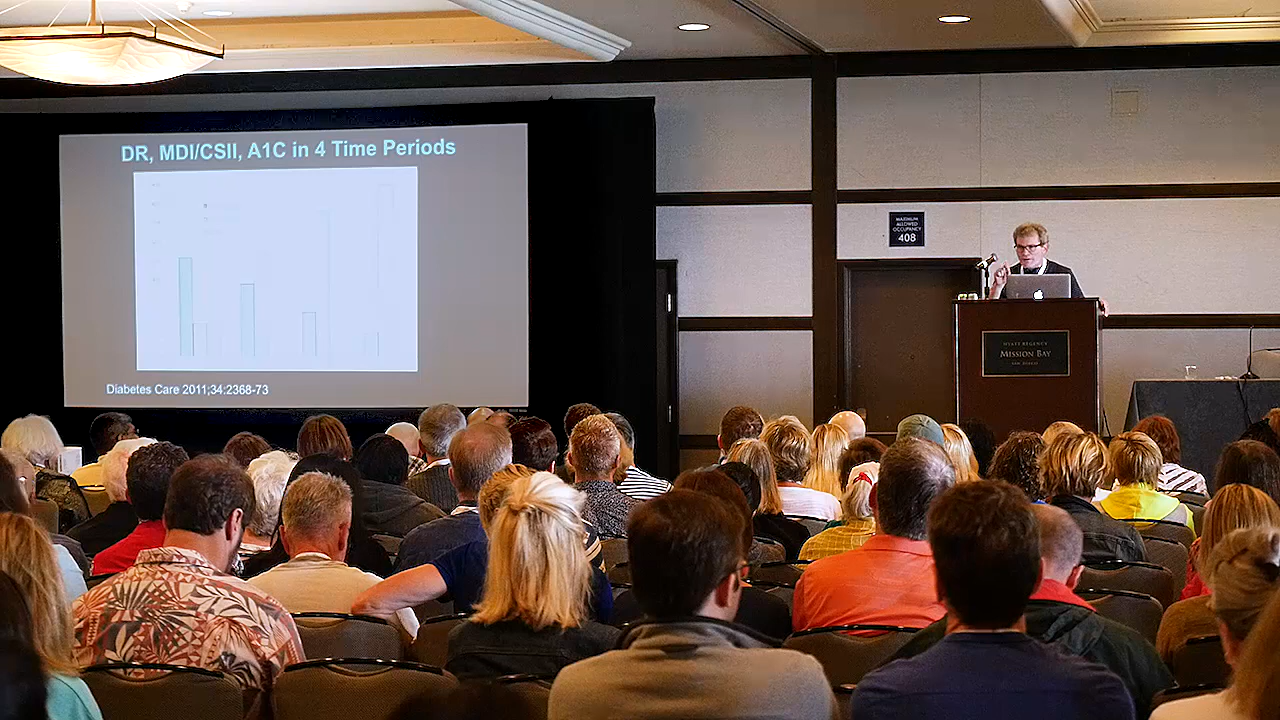 DR, MDI/CSII, A1C in 4 Time Periods
Diabetes Care 2011;34:2368-73
MAXIMUM
ALLOWED
OCCUPANCY
408
HYATT REGENCY
MISSION BAY